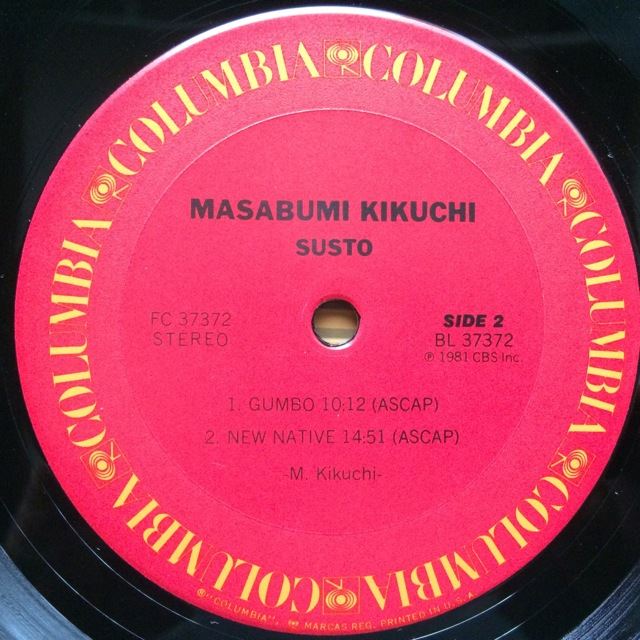 COLUMBIA COLUMBIA COLUMBIA COLUMBIA COLUMBIA COLUMBIA
MASABUMI KIKUCHI
SUSTO
FC 37372
STEREO
SIDE 2
BL 37372
℗ 1981 CBS Inc.
1. GUMBO 10:12 (ASCAP)
2. NEW NATIVE 14:51 (ASCAP)
-M. Kikuchi-
®"COLUMBIA", MARCAS REG. PRINTED IN U.S.A.